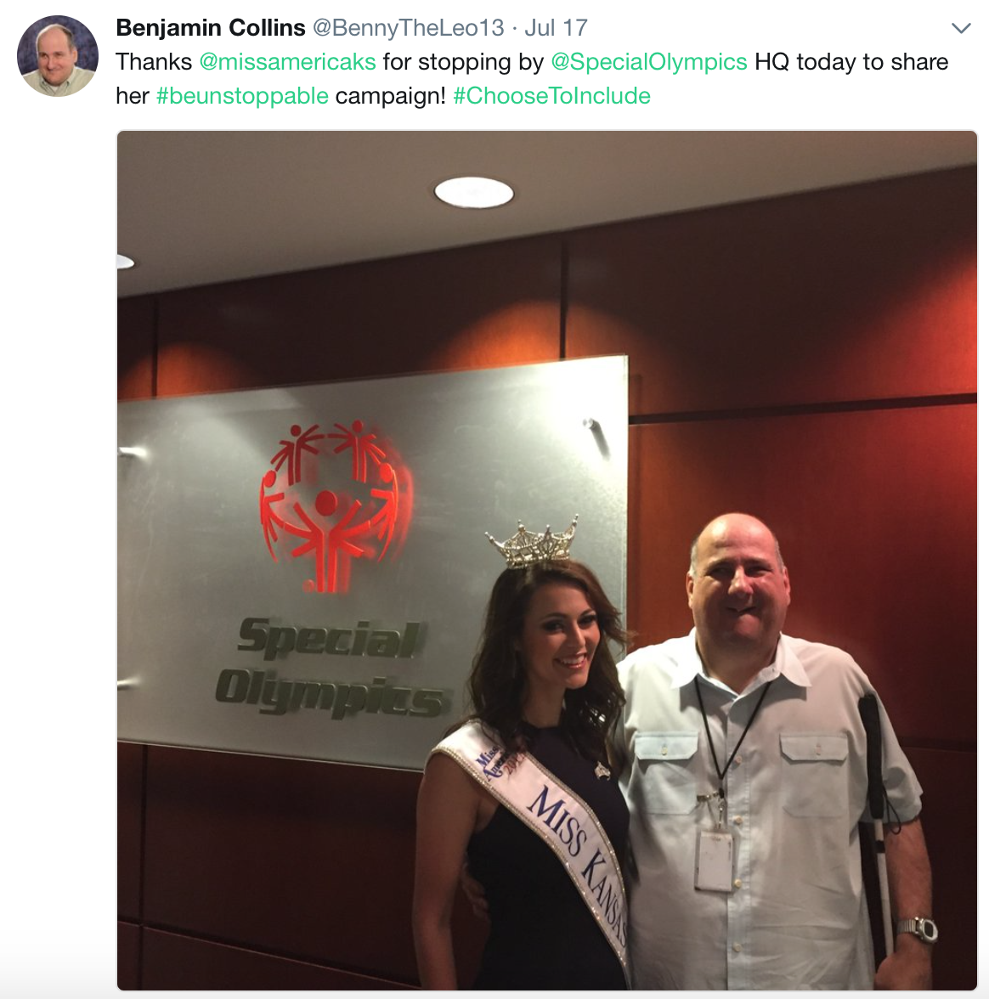 Benjamin Collins @BennyTheLeo13 · Jul 17
Thanks @missamericaks for stopping by @SpecialOlympics HQ today to share
her #beunstoppable campaign! #ChooseToInclude
Special
Olympics
Miss
MISS KANSAS